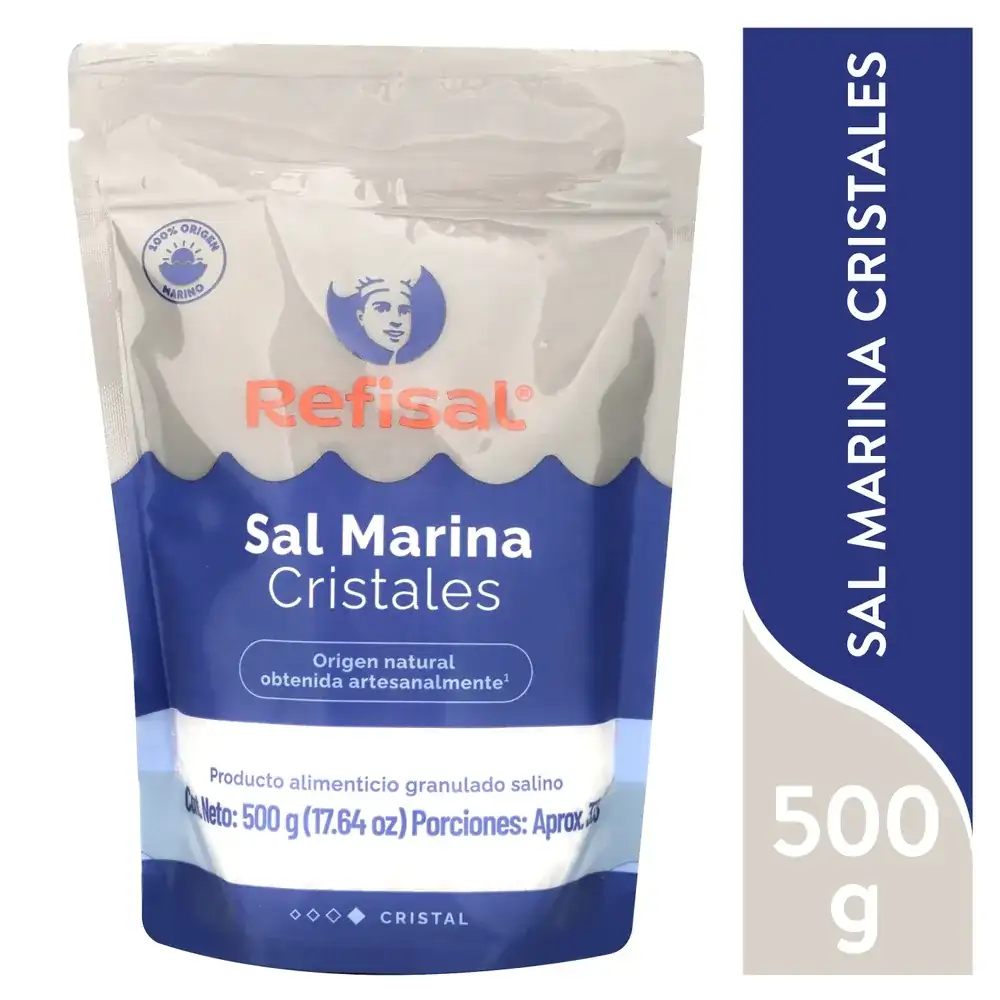 100% ORIGEN
MARINO
Refisal®
Sal Marina
Cristales
Origen natural
obtenida artesanalmente¹
Producto alimenticio granulado salino
Neto: 500 g (17.64 oz) Porciones: Aprox.
CRISTAL
SAL MARINA CRISTALES
500
g